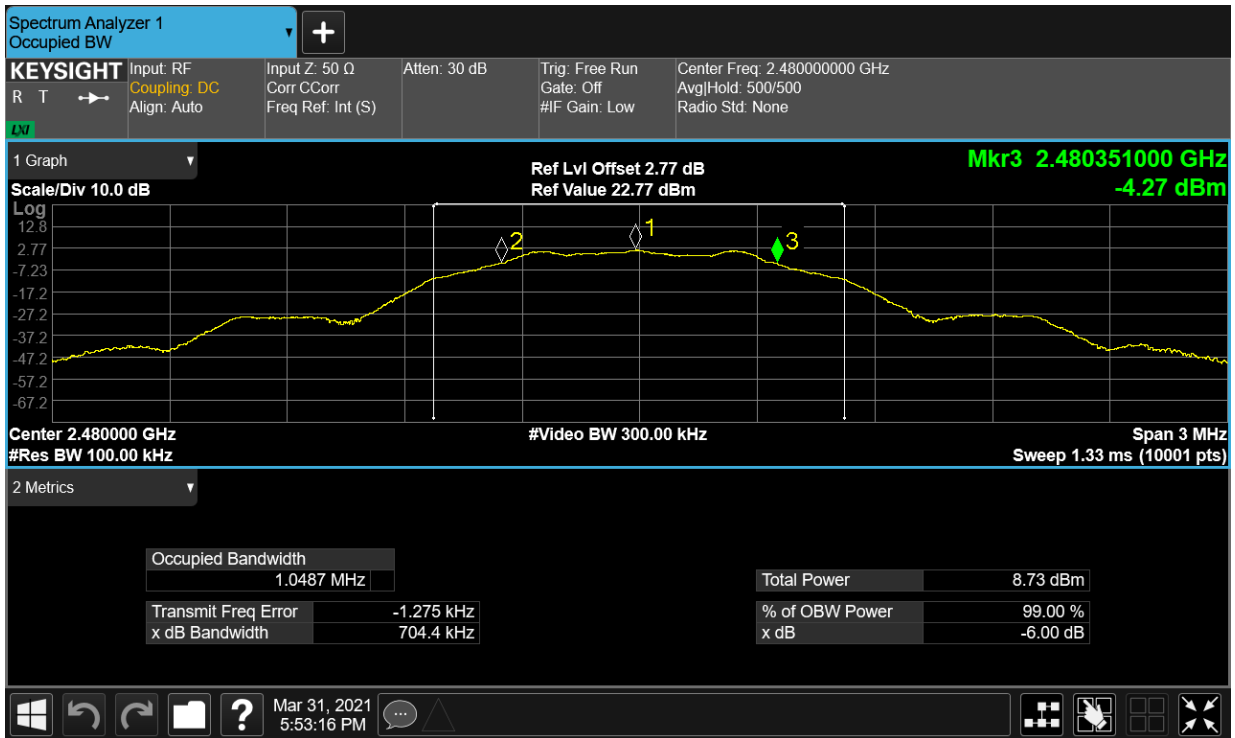 Spectrum Analyzer 1
Occupied BW
+
KEYSIGHT
R T
LXI
Input: RF
Coupling: DC
Align: Auto
Input Z: 50 Ω
Corr CCorr
Freq Ref: Int (S)
Atten: 30 dB
Trig: Free Run
Gate: Off
#IF Gain: Low
Center Freq: 2.480000000 GHz
Avg|Hold: 500/500
Radio Std: None
1 Graph
Scale/Div 10.0 dB
Ref Lvl Offset 2.77 dB
Ref Value 22.77 dBm
Mkr3 2.480351000 GHz
-4.27 dBm
Log
12.8
2.77
-7.23
-17.2
-27.2
-37.2
-47.2
-57.2
-67.2
2
1
3
Center 2.480000 GHz
#Video BW 300.00 kHz
Span 3 MHz
#Res BW 100.00 kHz
Sweep 1.33 ms (10001 pts)
2 Metrics
Occupied Bandwidth
1.0487 MHz
Transmit Freq Error -1.275 kHz
x dB Bandwidth 704.4 kHz
Total Power 8.73 dBm
% of OBW Power 99.00 %
x dB -6.00 dB
?
Mar 31, 2021
5:53:16 PM